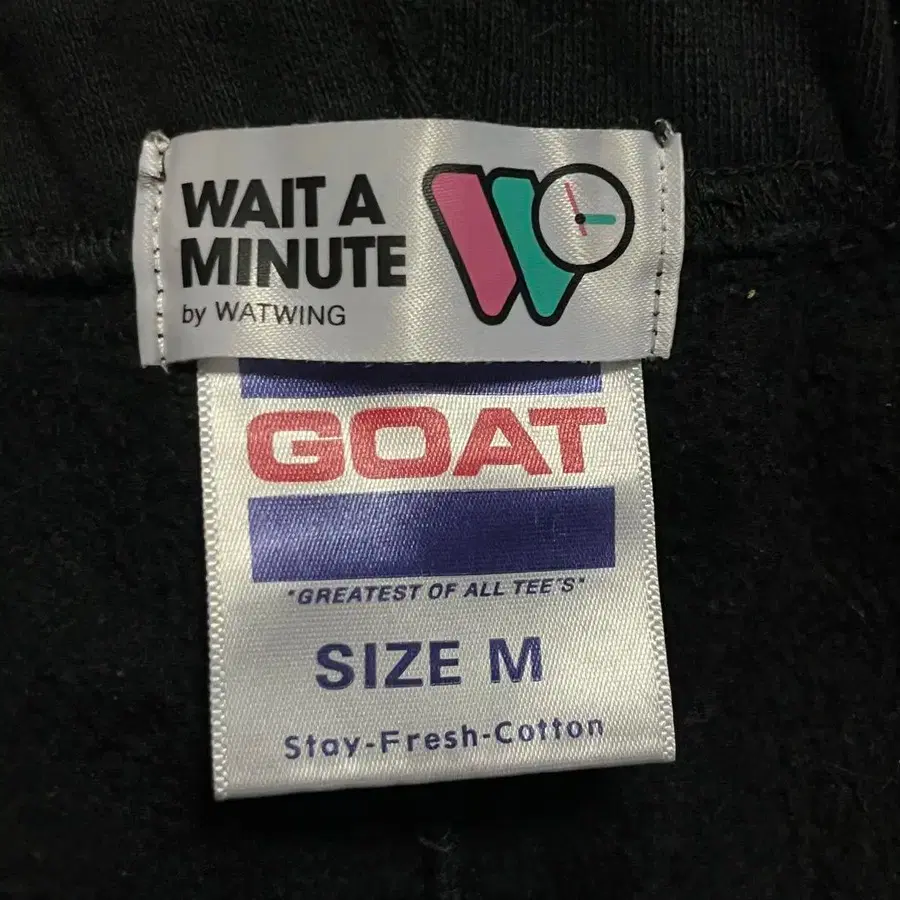 WAIT A
MINUTE
by WATWING
GOAT
"GREATEST OF ALL TEE'S"
SIZE M
Stay-Fresh-Cotton